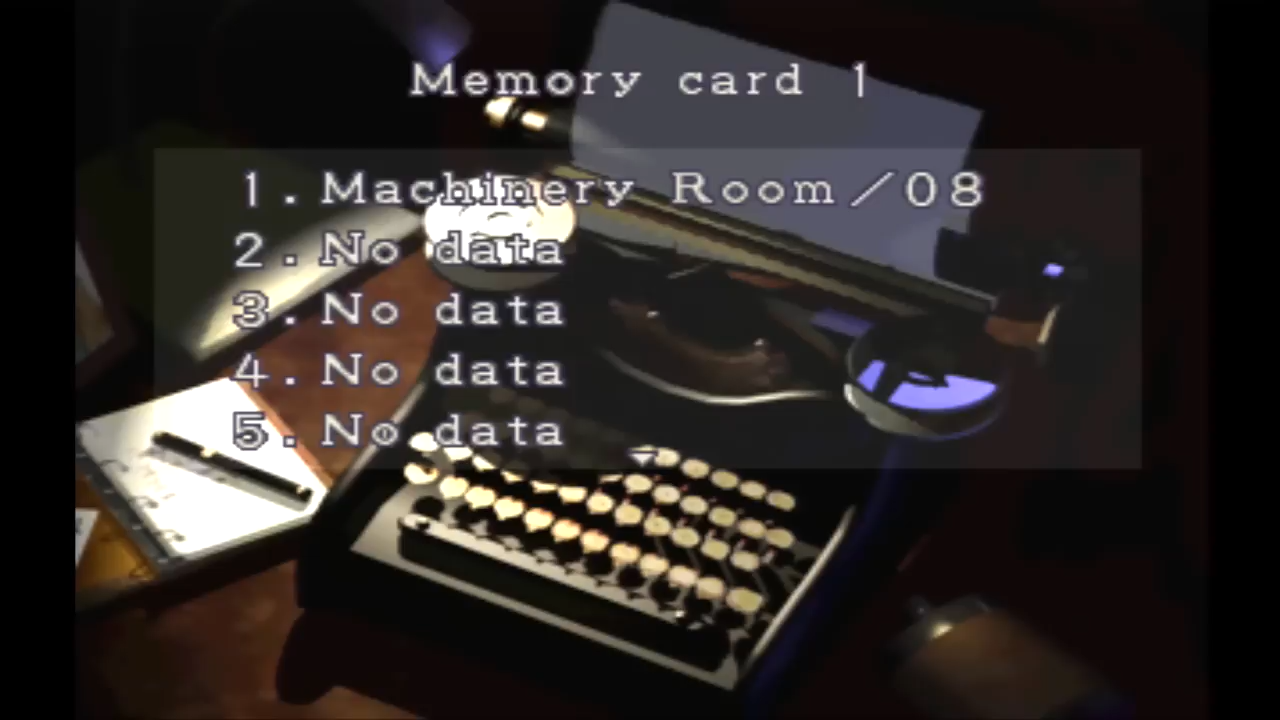 Memory card 1
1. Machinery Room/08
2. No data
3. No data
4. No data
5. No data